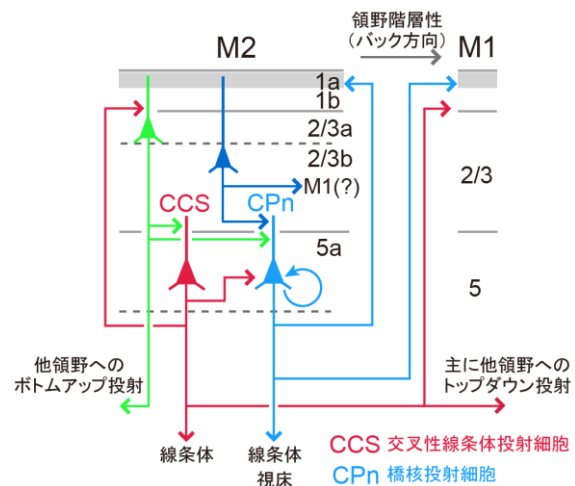 領野階層性
(バック方向)
M2
M1
1a
1b
2/3a
2/3b
M1(?)
2/3
CCS
CPn
5a
5
他領野への
ボトムアップ投射
主に他領野への
トップダウン投射
線条体
線条体
視床
CCS 交叉性線条体投射細胞
CPn 橋核投射細胞